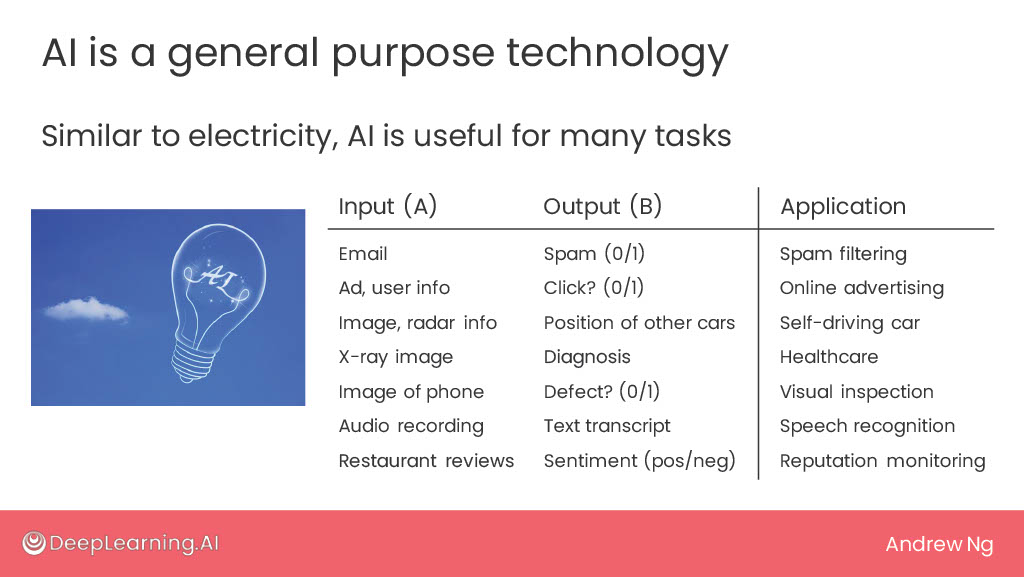 AI is a general purpose technology
Similar to electricity, AI is useful for many tasks
Input (A) Output (B) Application
Email Spam (0/1) Spam filtering
Ad, user info Click? (0/1) Online advertising
Image, radar info Position of other cars Self-driving car
X-ray image Diagnosis Healthcare
Image of phone Defect? (0/1) Visual inspection
Audio recording Text transcript Speech recognition
Restaurant reviews Sentiment (pos/neg) Reputation monitoring
AI
DeepLearning.AI
Andrew Ng